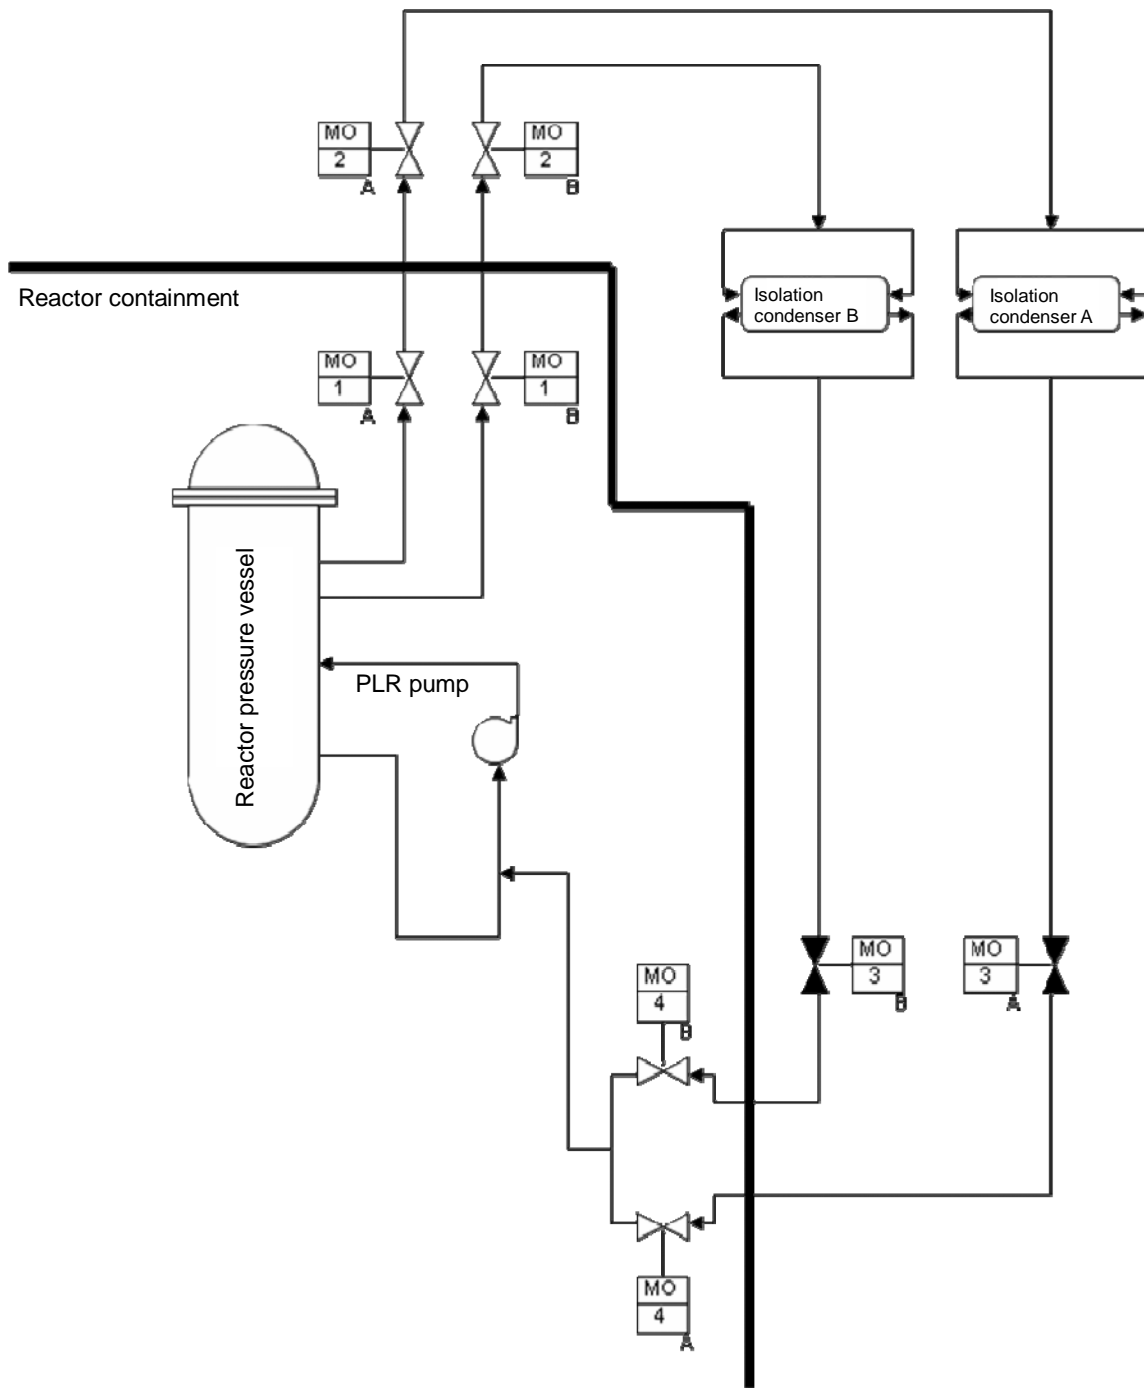 MO
2
A
MO
2
B
Reactor containment
Isolation
condenser B
Isolation
condenser A
MO
1
A
MO
1
B
Reactor pressure vessel
PLR pump
MO
3
B
MO
3
A
MO
4
B
MO
4
A